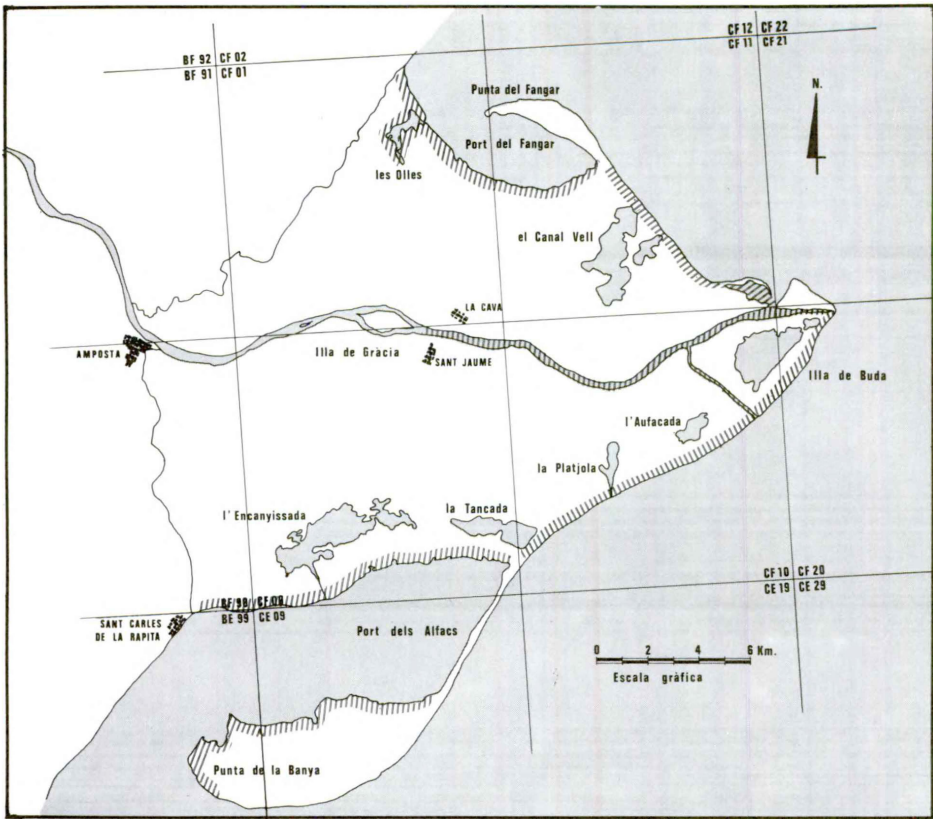 BF 92 CF 02
BF 91 CF 01
CF 12 CF 22
CF 11 CF 21
N.
Punta del Fangar
Port del Fangar
les Olles
el Canal Vell
LA CAVA
AMPOSTA
Illa de Gràcia
SANT JAUME
Illa de Buda
l'Aufacada
la Platjola
l'Encanyissada
la Tancada
CF 10 CF 20
CE 19 CE 29
BF 90 CF 00
BE 99 CE 09
SANT CARLES
DE LA RAPITA
Port dels Alfacs
0 2 4 6 Km.
Escala gràfica
Punta de la Banya